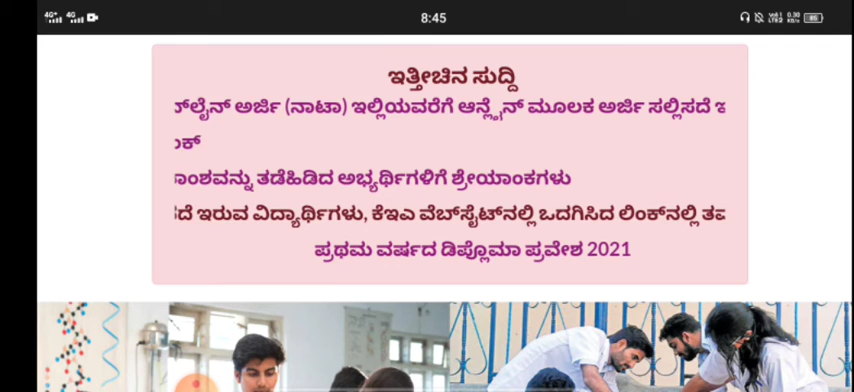 8:45
ಇತ್ತೀಚಿನ ಸುದ್ದಿ
ಅರ್ಜಿ (ನಾಟಾ) ಇಲ್ಲಿಯವರೆಗೆ ಆನ್ಲೈನ್ ಮೂಲಕ ಅರ್ಜಿ ಸಲ್ಲಿಸದೆ
ತಡೆಹಿಡಿದ ಅಭ್ಯರ್ಥಿಗಳಿಗೆ ಶ್ರೇಯಾಂಕಗಳು
ಇರುವ ವಿದ್ಯಾರ್ಥಿಗಳು, ಕೆಇಎ ವೆಬ್‌ಸೈಟ್‌ನಲ್ಲಿ ಒದಗಿಸಿದ ಲಿಂಕ್‌ನಲ್ಲಿ
ಪ್ರಥಮ ವರ್ಷದ ಡಿಪ್ಲೊಮಾ ಪ್ರವೇಶ 2021